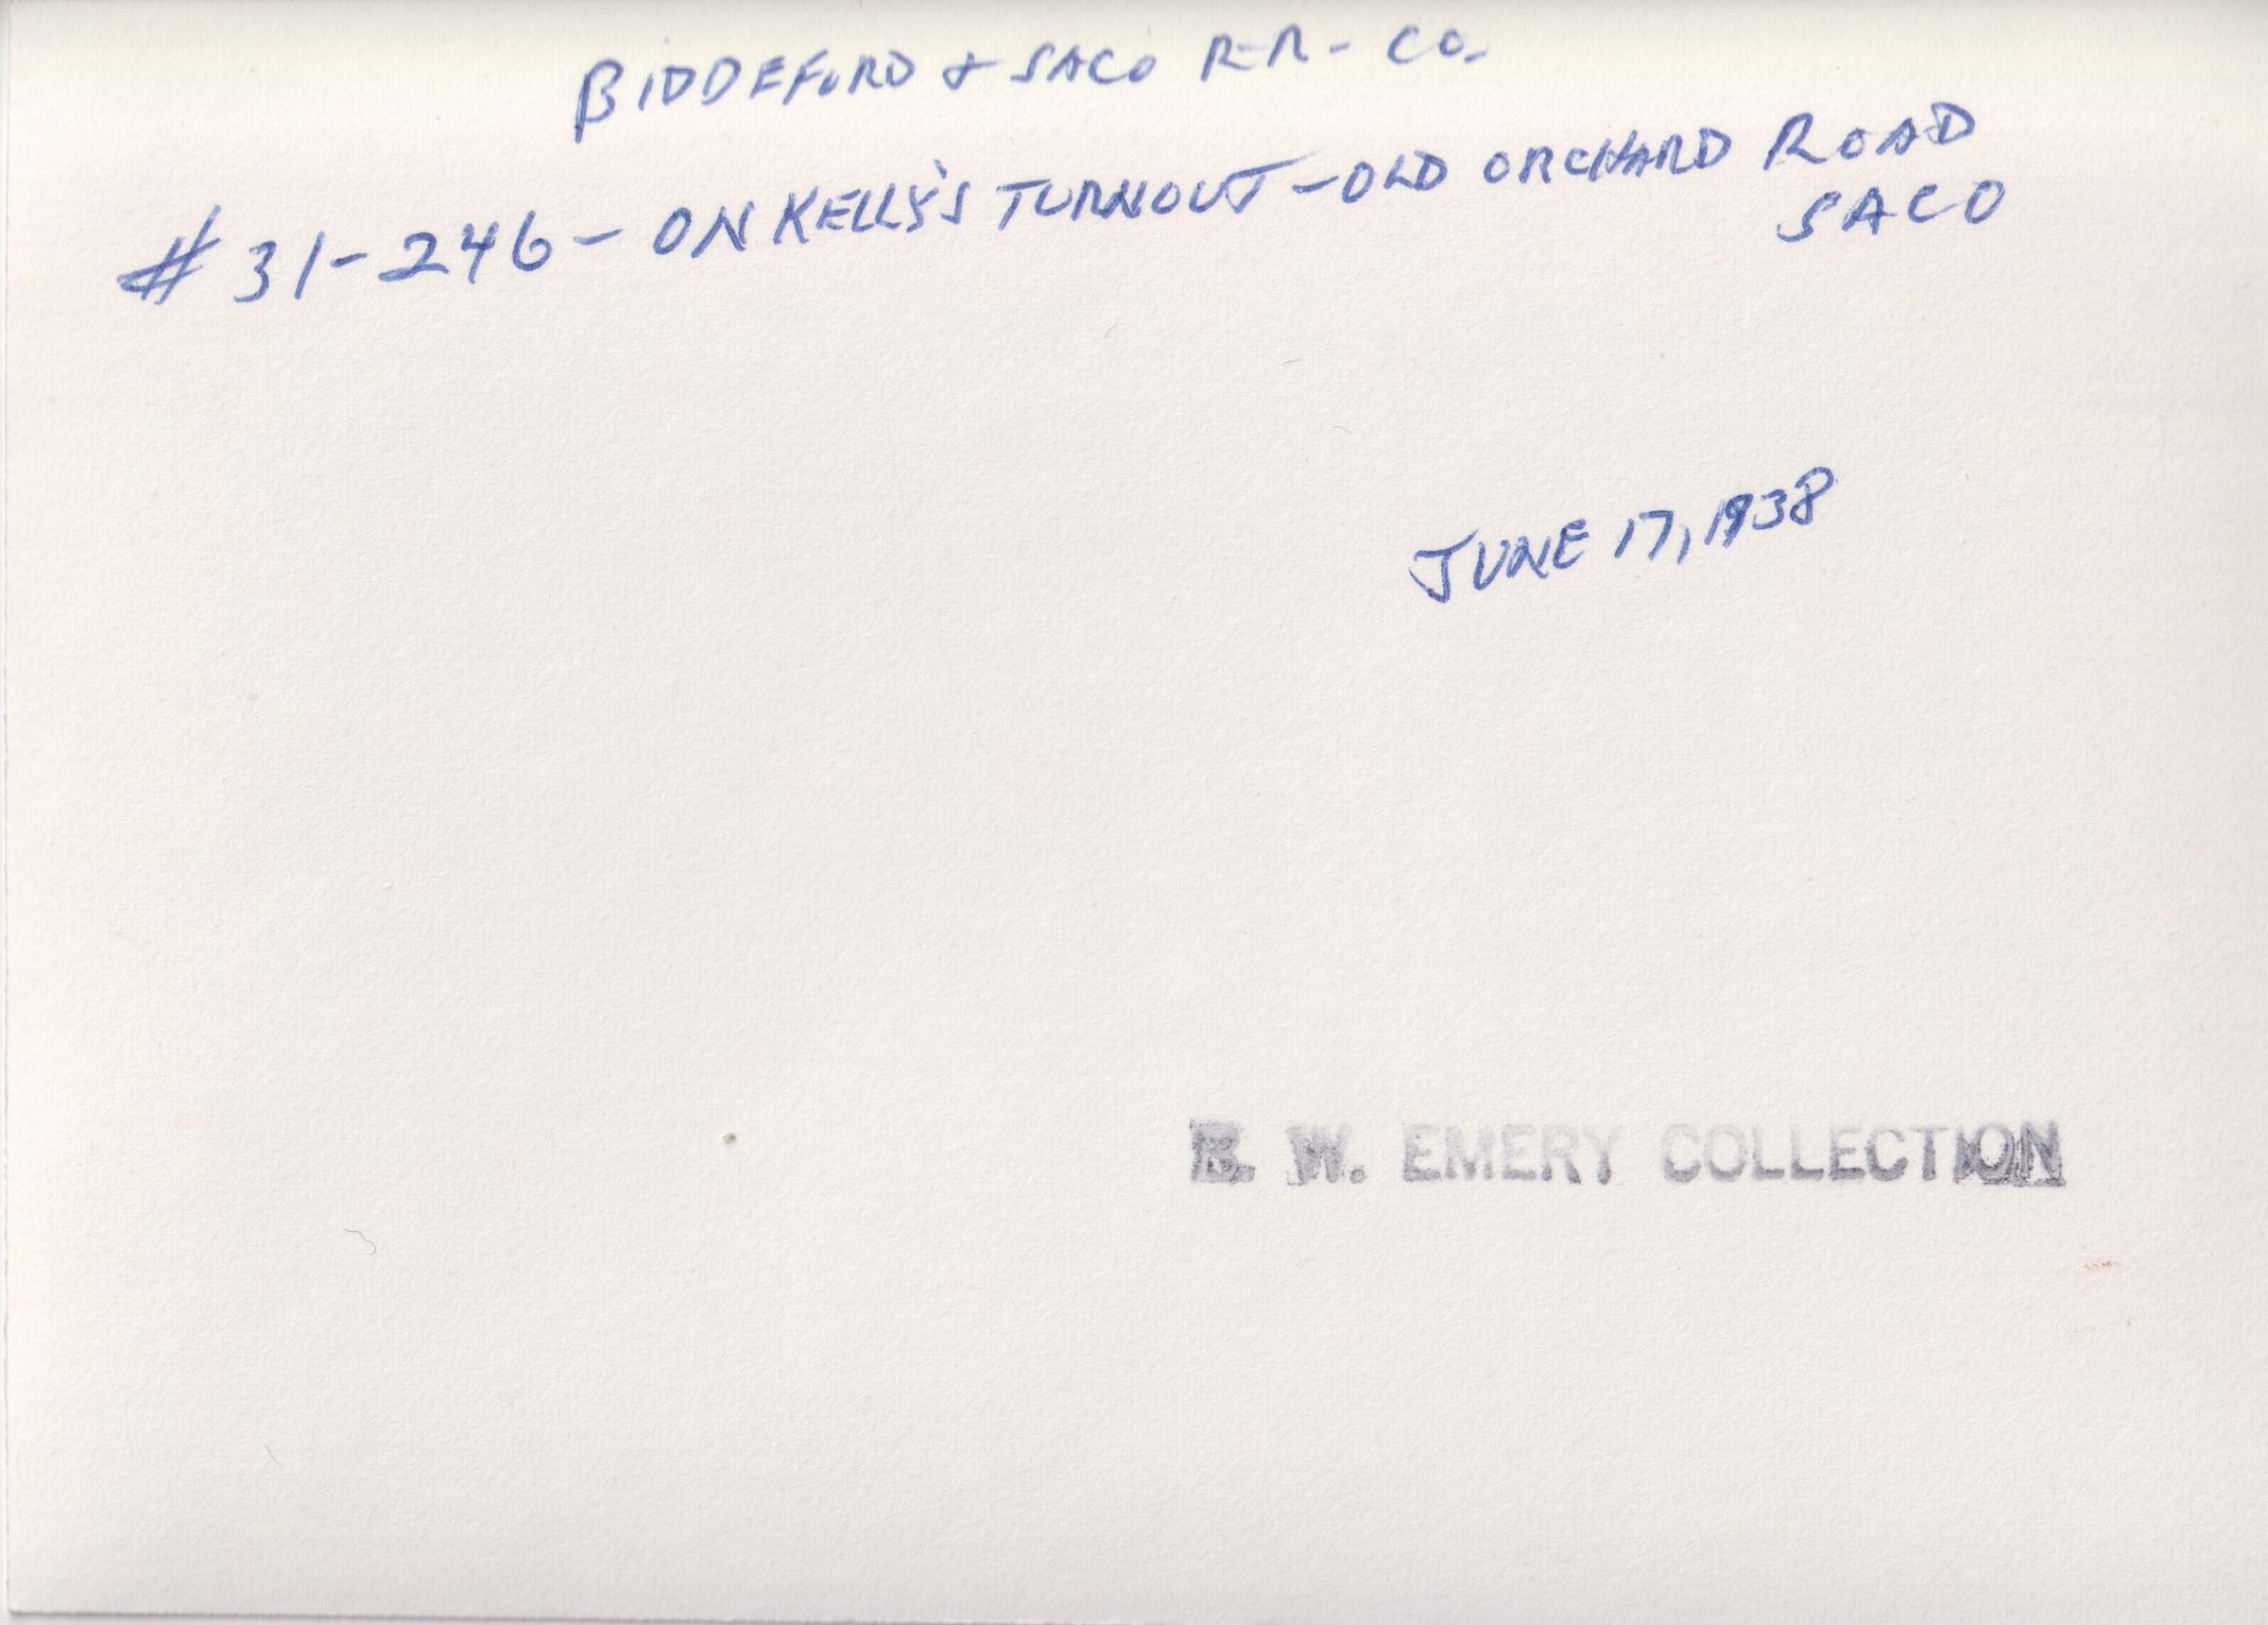 BIDDEFORD & SACO R-R- CO.
# 31-246 - ON KELLY'S TURNOUT - OLD ORCHARD ROAD
SACO
JUNE 17, 1938
W. EMERY COLLECTION